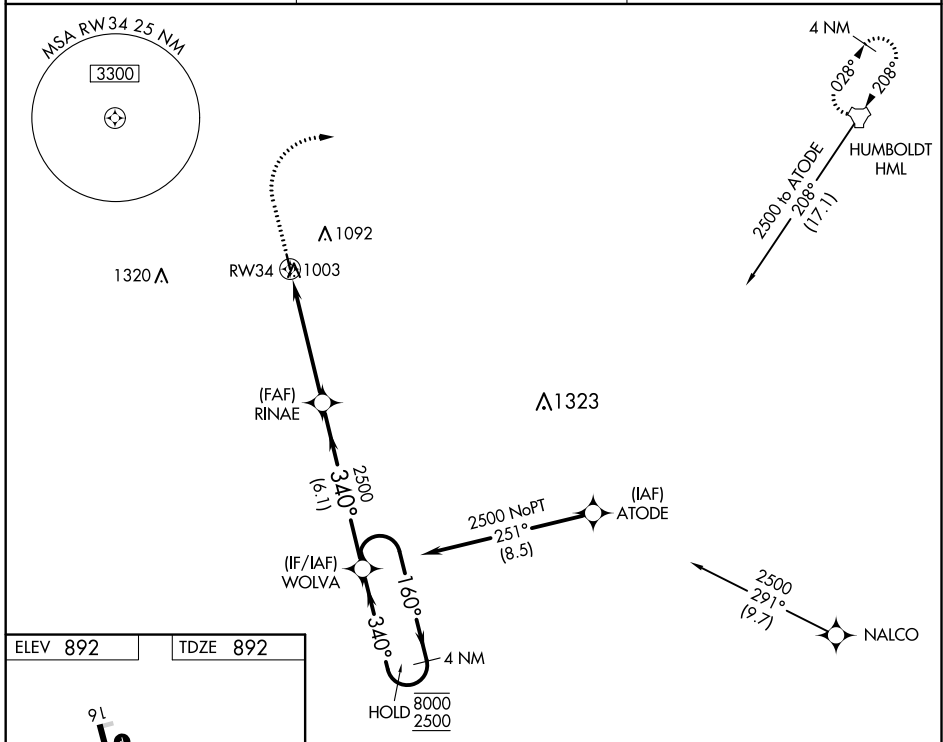 MSA RW34 25 NM
3300
4 NM
028°
208°
HUMBOLDT
HML
2500 to ATODE
208°
(17.1)
1092
1320
RW34
1003
(FAF)
RINAE
1323
2500
340°
(6.1)
(IAF)
ATODE
2500 NoPT
251°
(8.5)
(IF/IAF)
WOLVA
160°
340°
4 NM
HOLD
8000
2500
2500
291°
(9.7)
NALCO
ELEV 892
TDZE 892
16